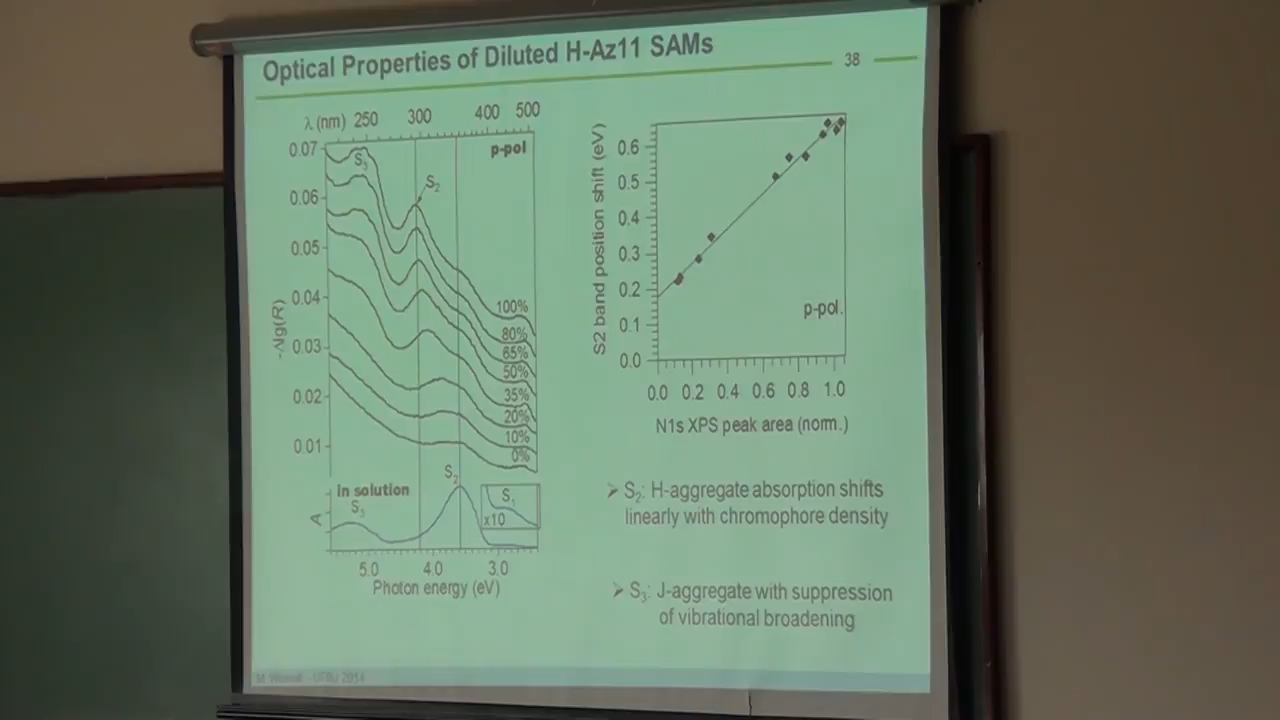 Optical Properties of Diluted H-Az11 SAMs
38
λ (nm) 250 300 400 500
p-pol
S₃
S₂
0.07
0.06
0.05
0.04
0.03
0.02
0.01
100%
80%
65%
50%
35%
20%
10%
0%
in solution
S₃
S₂
S₁
x10
A
5.0 4.0 3.0
Photon energy (eV)
S2 band position shift (eV)
0.6
0.5
0.4
0.3
0.2
0.1
0.0
p-pol.
0.0 0.2 0.4 0.6 0.8 1.0
N1s XPS peak area (norm.)
➢ S₂: H-aggregate absorption shifts
linearly with chromophore density
➢ S₃: J-aggregate with suppression
of vibrational broadening
2014